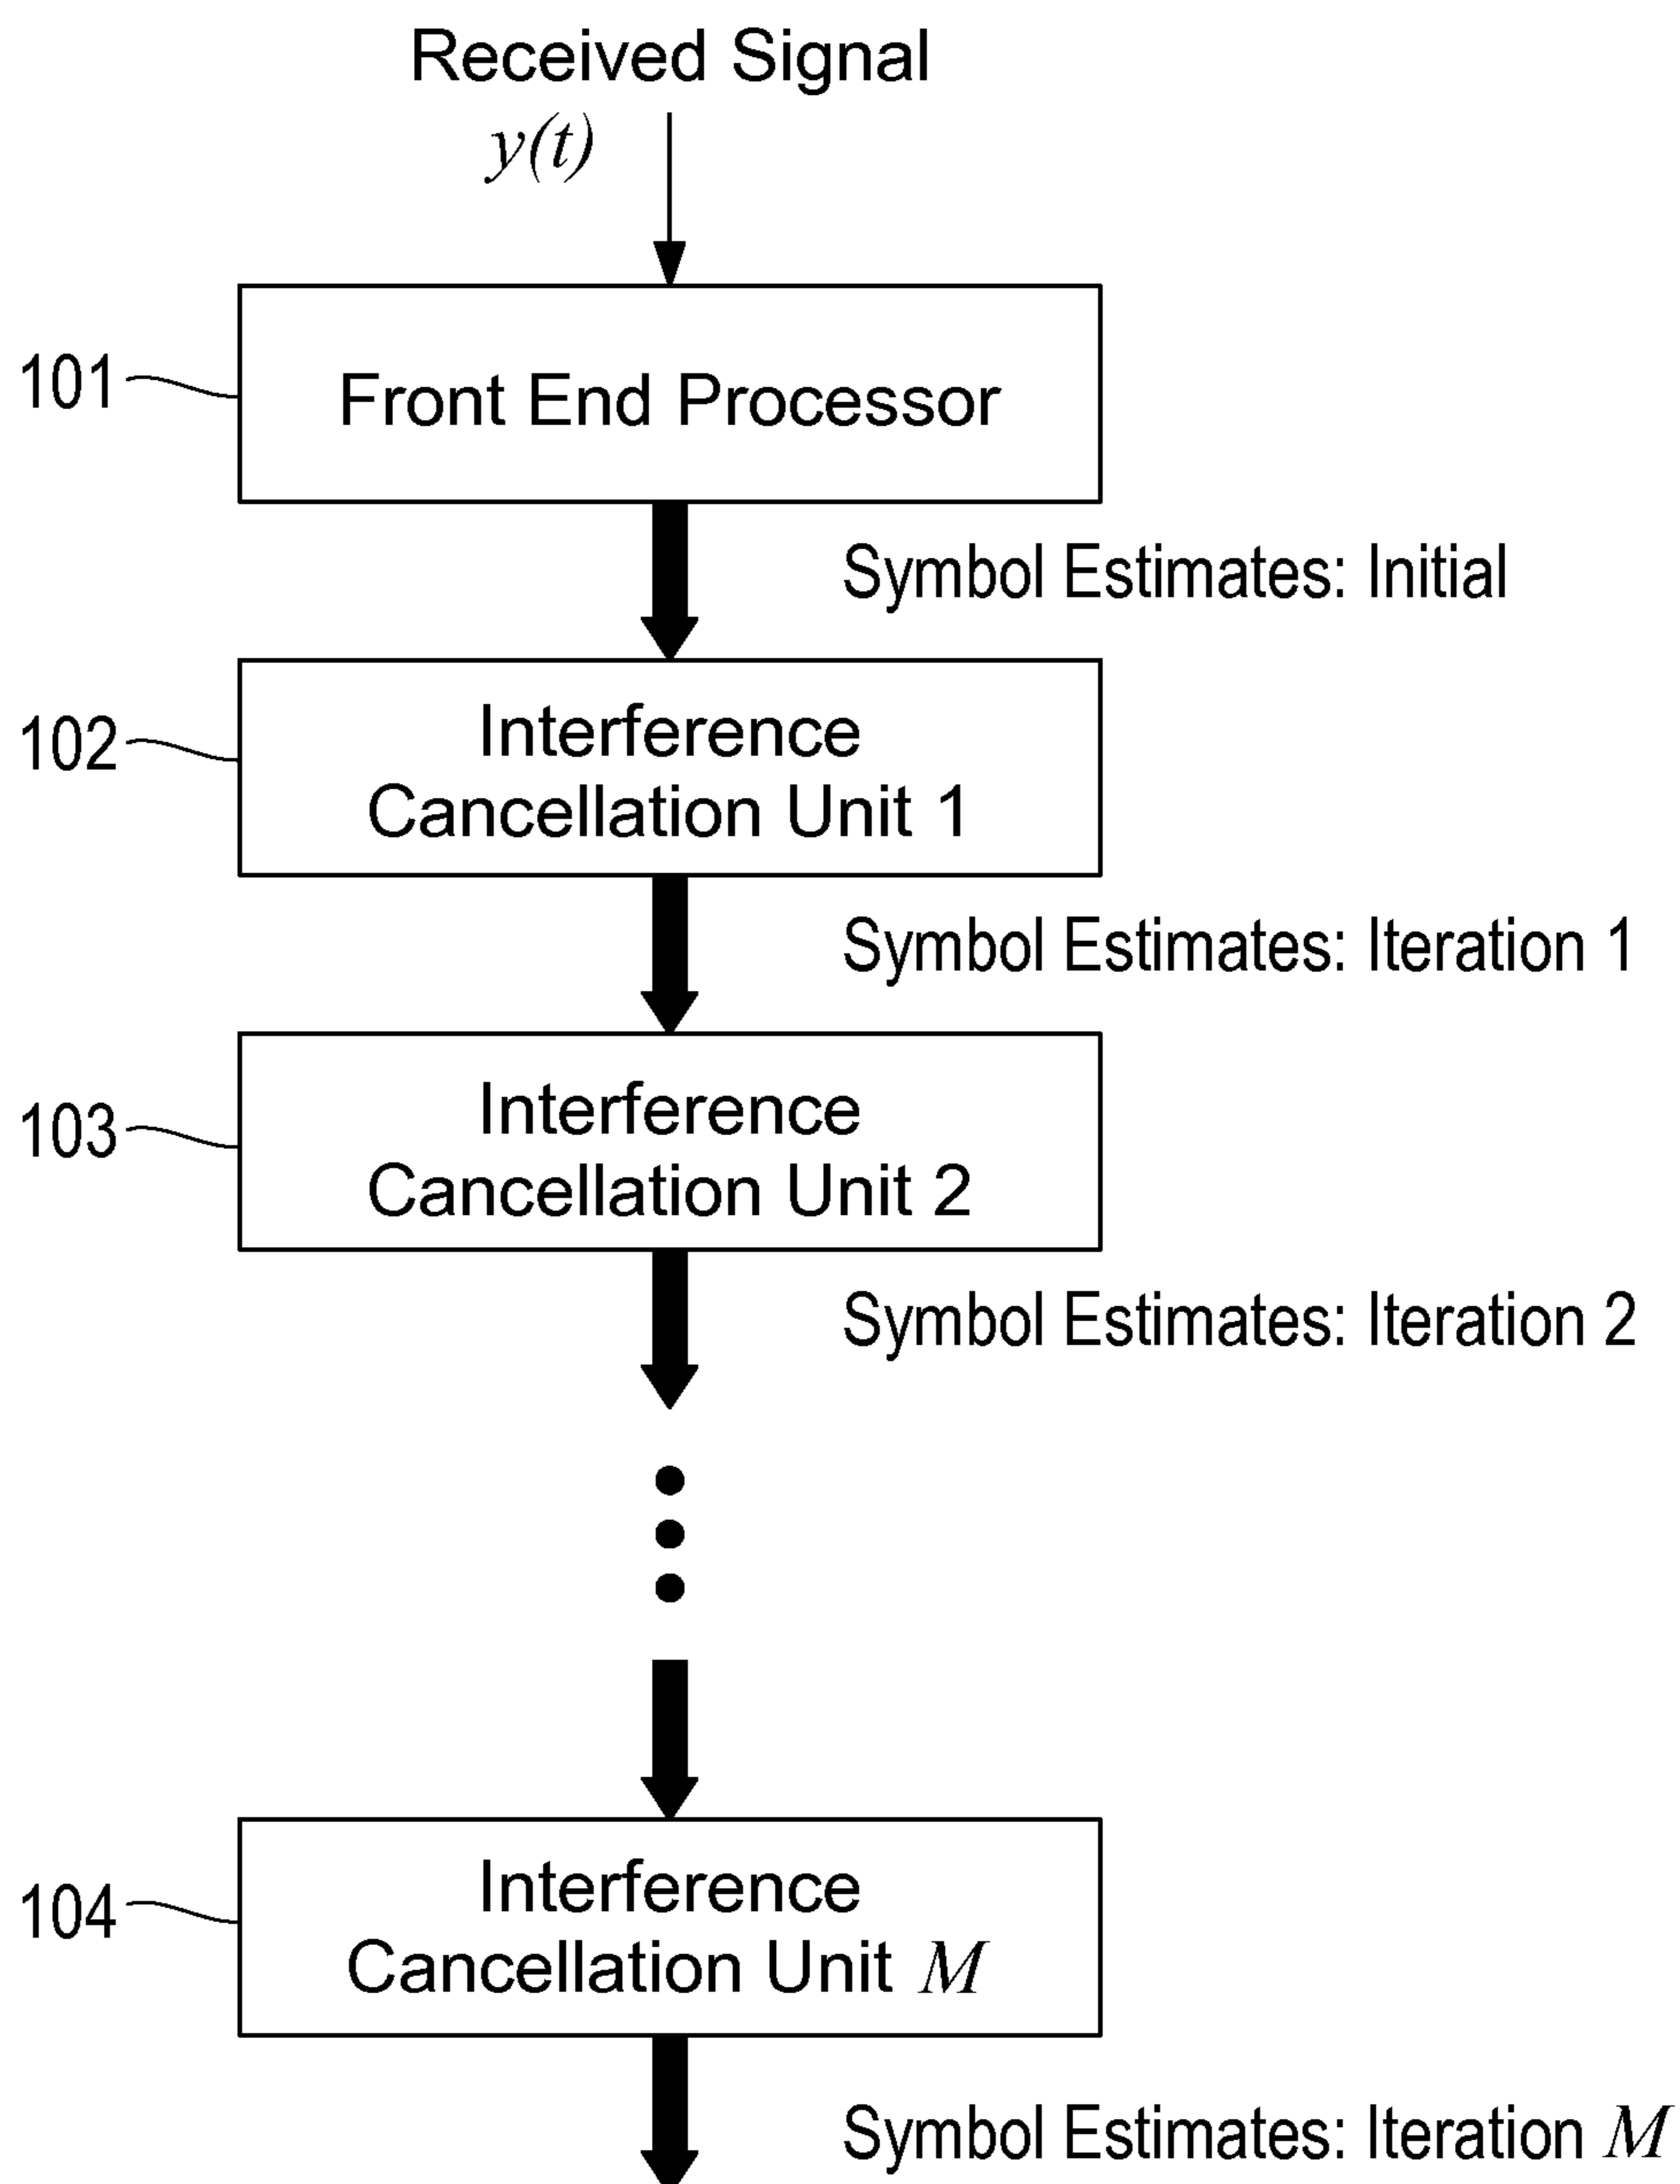 Received Signal
y(t)
101
Front End Processor
Symbol Estimates: Initial
102
Interference
Cancellation Unit 1
Symbol Estimates: Iteration 1
103
Interference
Cancellation Unit 2
Symbol Estimates: Iteration 2
104
Interference
Cancellation Unit M
Symbol Estimates: Iteration M